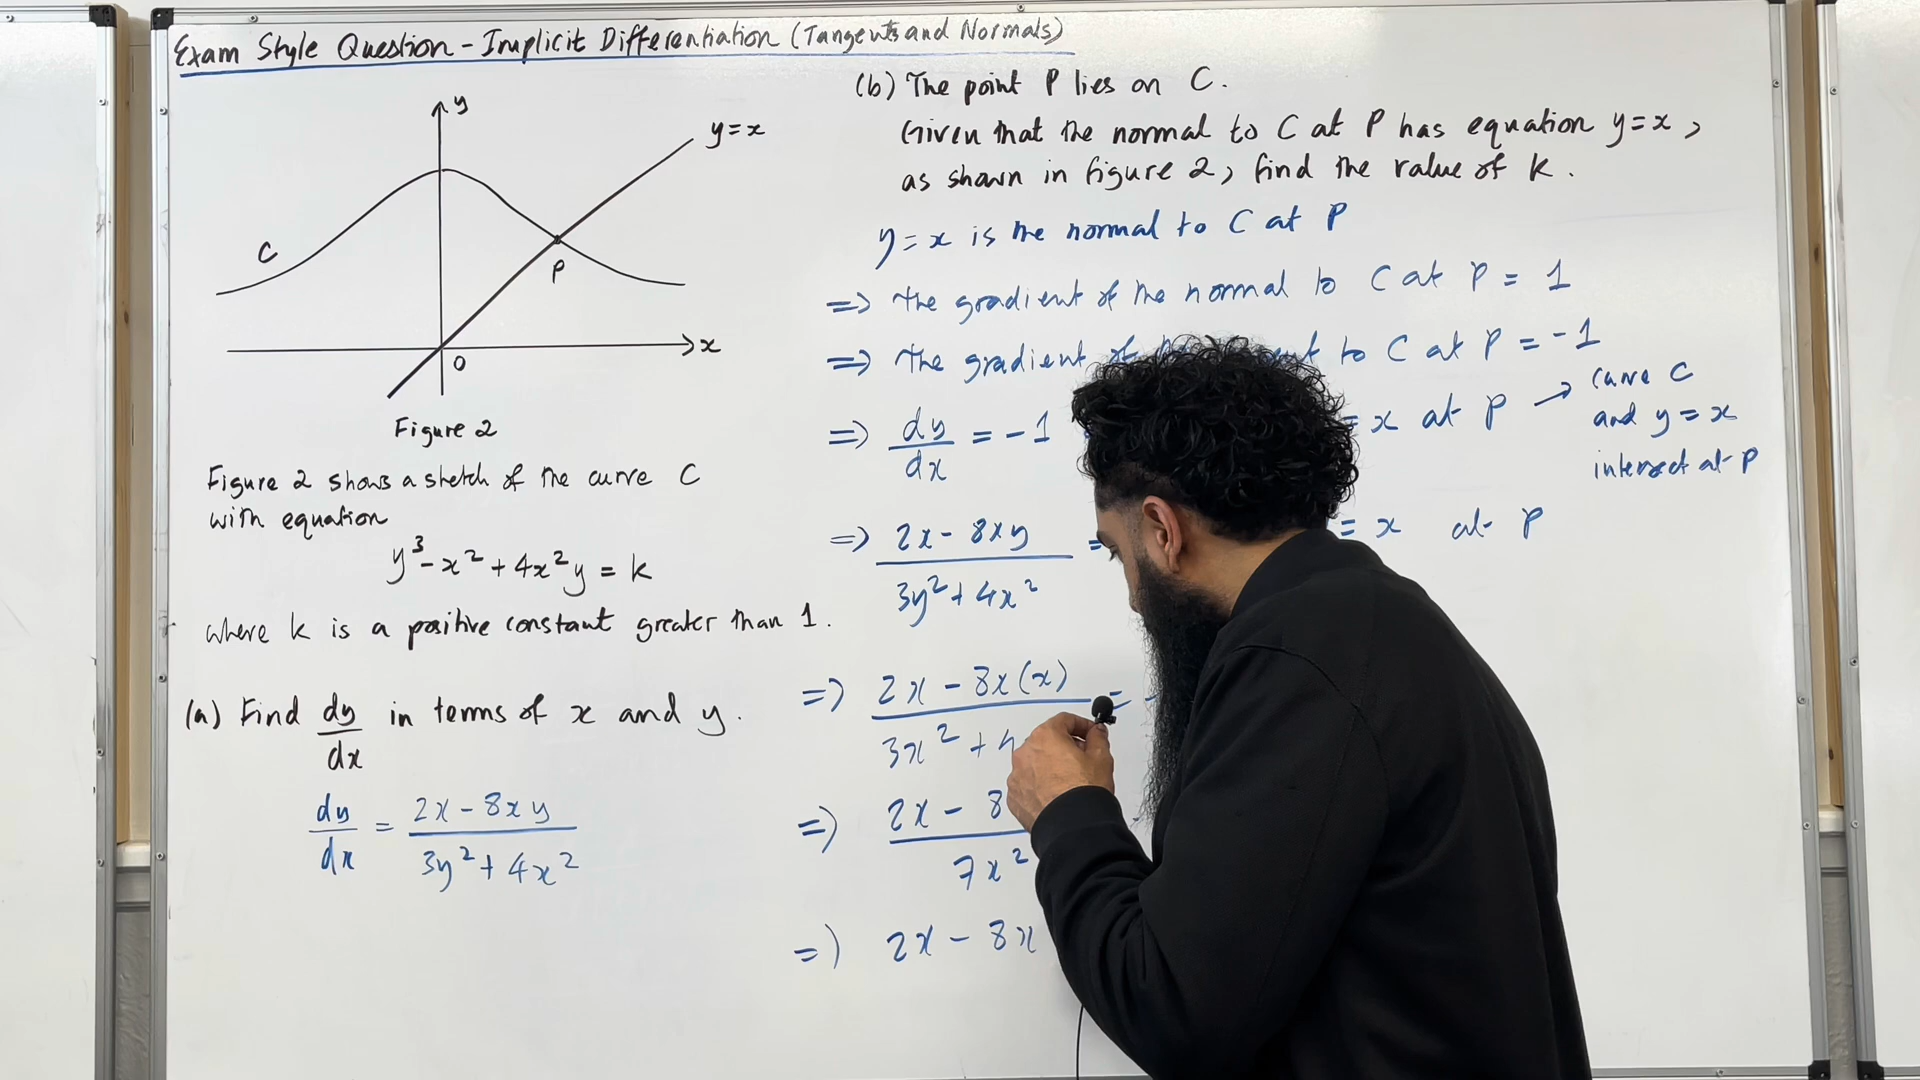 Exam Style Question - Implicit Differentiation (Tangents and Normals)
y
y = x
C
P
x
O
Figure 2
Figure 2 shows a sketch of the curve C
with equation
y³ - x² + 4x²y = k
where k is a positive constant greater than 1.
(a) Find dy/dx in terms of x and y.
dy/dx = (2x - 8xy)/(3y² + 4x²)
(b) The point P lies on C.
Given that the normal to C at P has equation y = x,
as shown in figure 2, find the value of k.
y = x is the normal to C at P
=> the gradient of the normal to C at P = 1
=> the gradient of to C at P = -1
=> dy/dx = -1 = x at P → curve C
and y = x
intersect at P
=> (2x - 8xy)/(3y² + 4x²) = = x at P
=> (2x - 8x(x))/(3x² + 4 =
=> (2x - 8 /(7x²
=> 2x - 8x